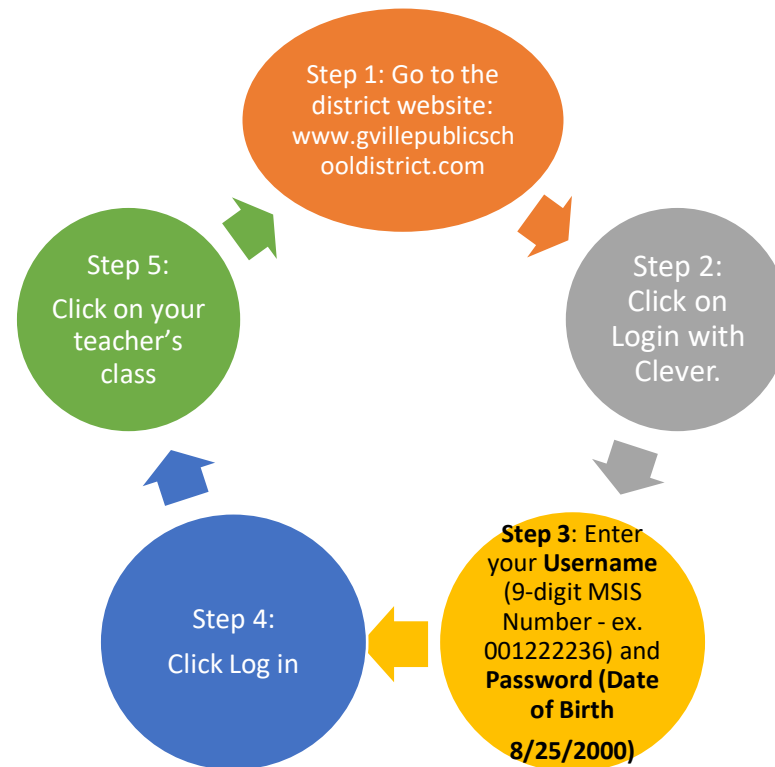 Step 1: Go to the
district website:
www.gvillepublicsch
ooldistrict.com
Step 2:
Click on
Login with
Clever.
Step 3: Enter
your Username
(9-digit MSIS
Number - ex.
001222236) and
Password (Date
of Birth
8/25/2000)
Step 4:
Click Log in
Step 5:
Click on your
teacher’s
class